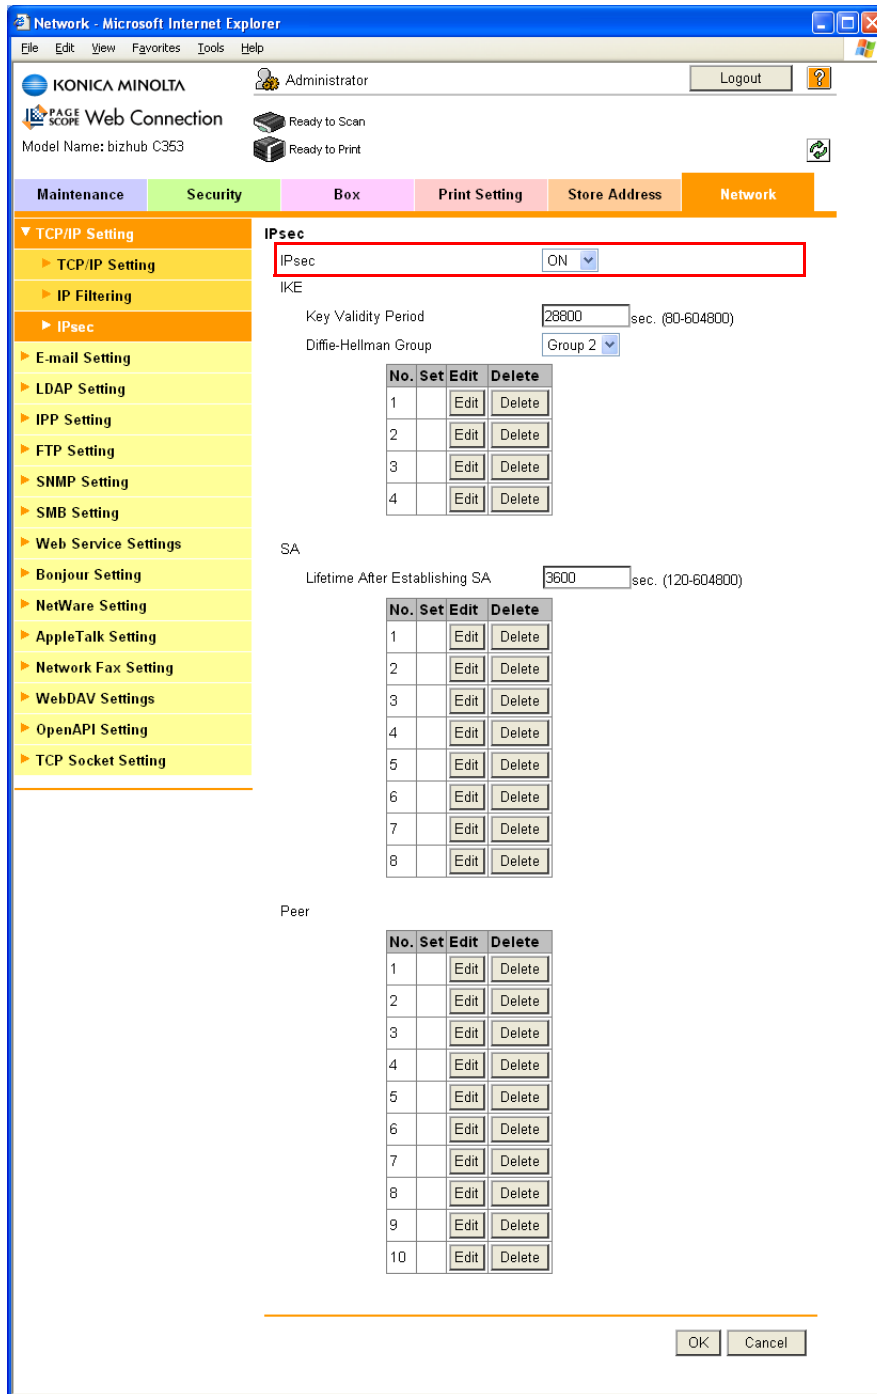 Network - Microsoft Internet Explorer
File Edit View Favorites Tools Help
KONICA MINOLTA
Administrator
Logout
?
PAGE SCOPE Web Connection
Ready to Scan
Model Name: bizhub C353
Ready to Print
Maintenance Security Box Print Setting Store Address Network
TCP/IP Setting
TCP/IP Setting
IP Filtering
IPsec
E-mail Setting
LDAP Setting
IPP Setting
FTP Setting
SNMP Setting
SMB Setting
Web Service Settings
Bonjour Setting
NetWare Setting
AppleTalk Setting
Network Fax Setting
WebDAV Settings
OpenAPI Setting
TCP Socket Setting
IPsec
IPsec ON
IKE
Key Validity Period 28800 sec. (80-604800)
Diffie-Hellman Group Group 2
No. Set Edit Delete
1 Edit Delete
2 Edit Delete
3 Edit Delete
4 Edit Delete
SA
Lifetime After Establishing SA 3600 sec. (120-604800)
No. Set Edit Delete
1 Edit Delete
2 Edit Delete
3 Edit Delete
4 Edit Delete
5 Edit Delete
6 Edit Delete
7 Edit Delete
8 Edit Delete
Peer
No. Set Edit Delete
1 Edit Delete
2 Edit Delete
3 Edit Delete
4 Edit Delete
5 Edit Delete
6 Edit Delete
7 Edit Delete
8 Edit Delete
9 Edit Delete
10 Edit Delete
OK Cancel